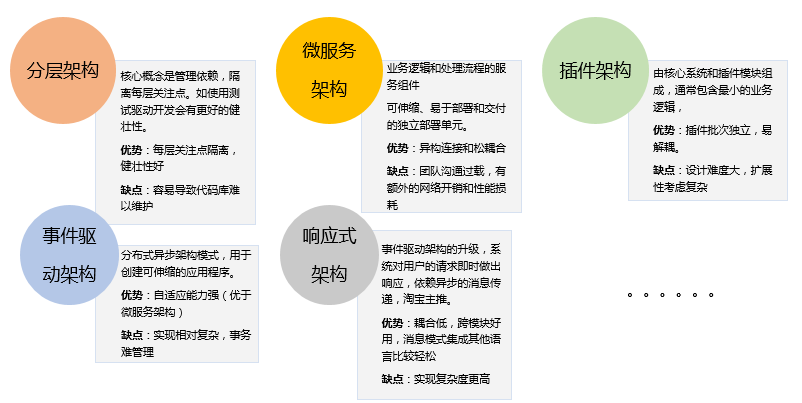 分层架构
核心概念是管理依赖，隔
离每层关注点。如使用测
试驱动开发会有更好的健
壮性。
优势：每层关注点隔离，
健壮性好
缺点：容易导致代码库难
以维护
微服务
架构
业务逻辑和处理流程的服
务组件
可伸缩、易于部署和交付
的独立部署单元。
优势：异构连接和松耦合
缺点：团队沟通过载，有
额外的网络开销和性能损
耗
插件架构
由核心系统和插件模块组
成，通常包含最小的业务
逻辑，
优势：插件批次独立，易
解耦。
缺点：设计难度大，扩展
性考虑复杂
事件驱
动架构
分布式异步架构模式，用于
创建可伸缩的应用程序。
优势：自适应能力强（优于
微服务架构）
缺点：实现相对复杂，事务
难管理
响应式
架构
事件驱动架构的升级，系
统对用户的请求即时做出
响应，依赖异步的消息传
递，淘宝主推。
优势：耦合低，跨模块好
用，消息模式集成其他语
言比较轻松
缺点：实现复杂度更高
。。。。。。